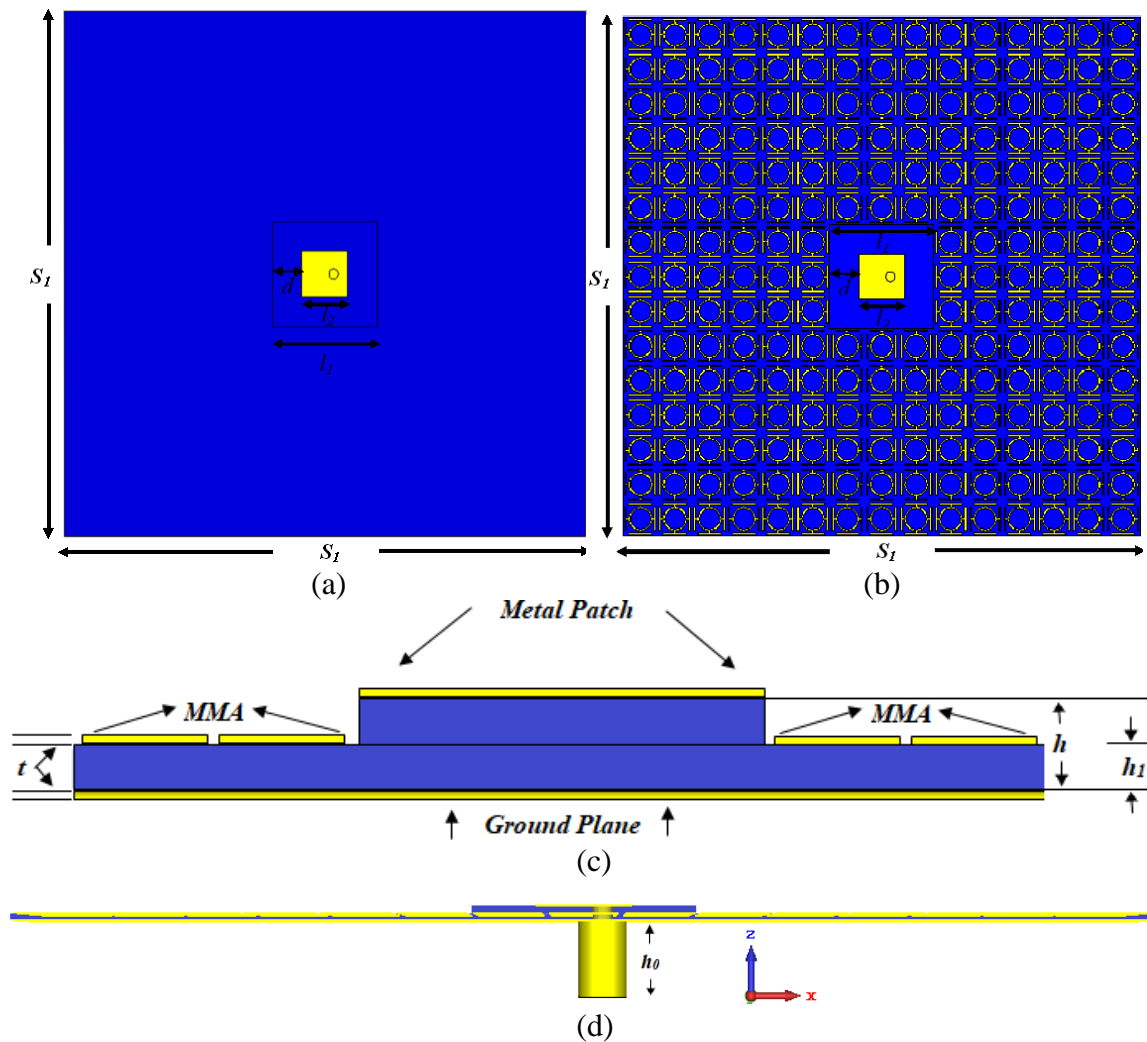 S1
d
l2
l1
S1
(a)
S1
l1
d
l2
S1
(b)
Metal Patch
MMA
MMA
t
h
h1
Ground Plane
(c)
h0
z
x
(d)